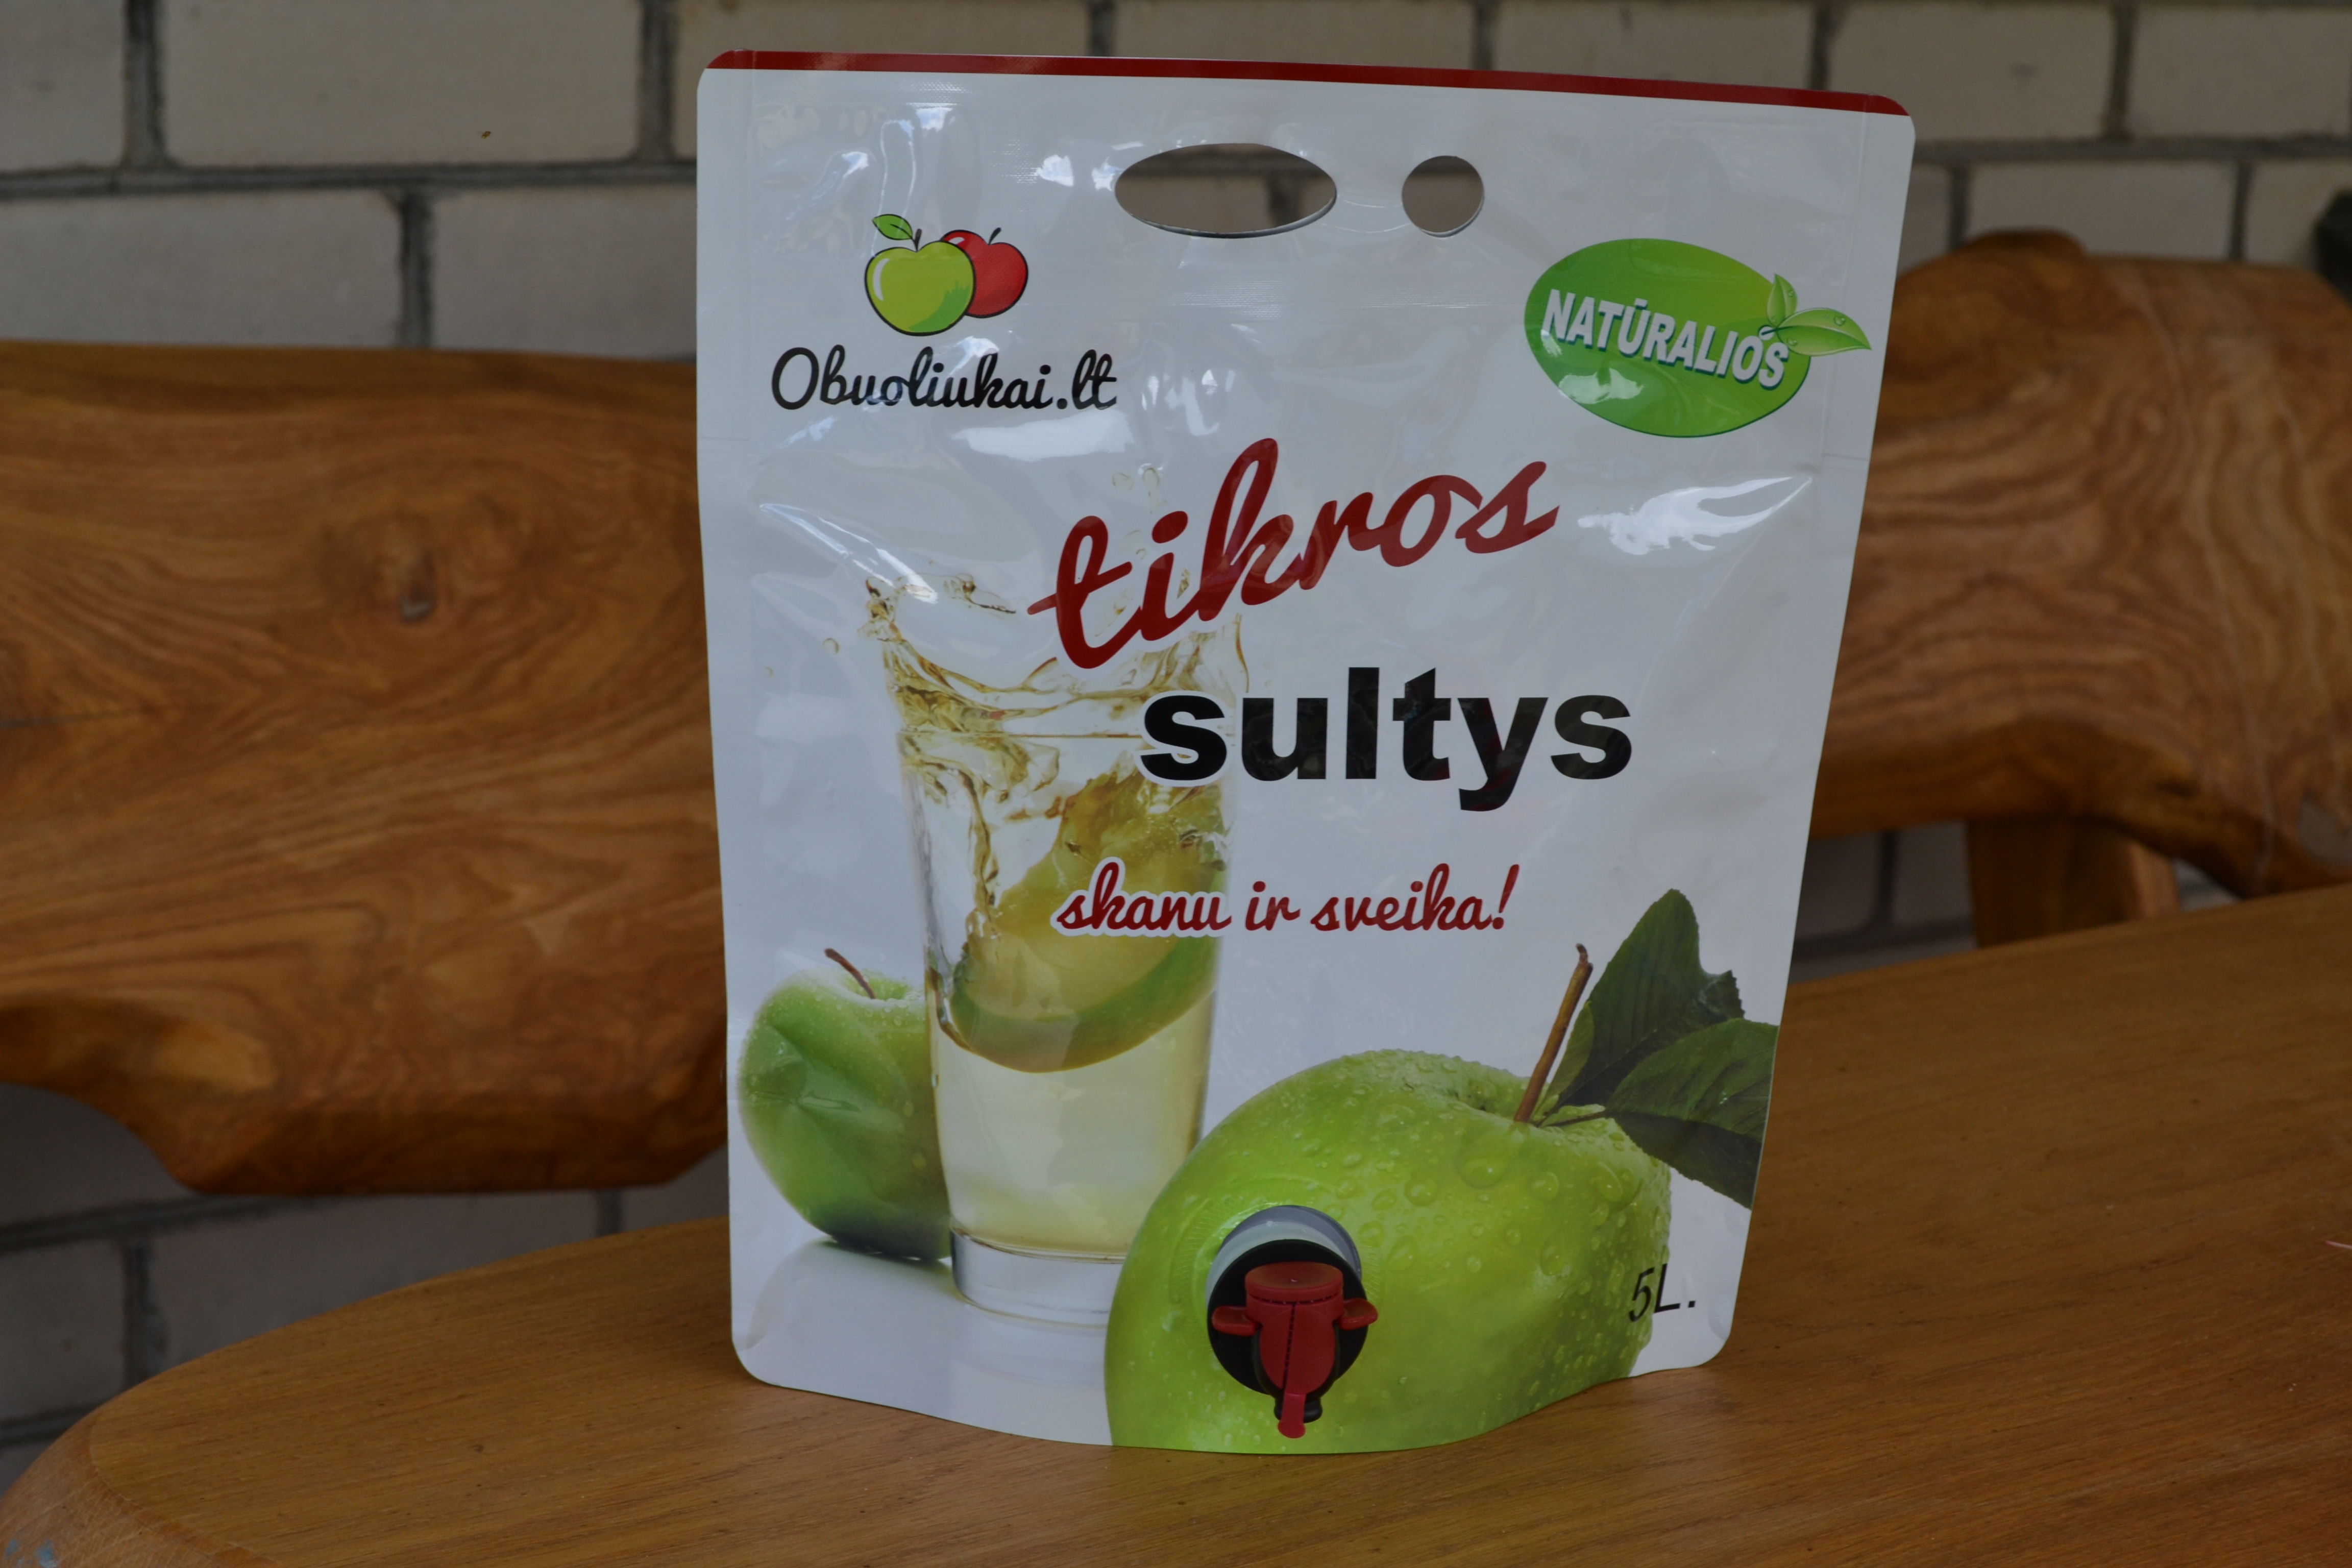 Obuoliukai.lt
NATŪRALIOS
tikros
sultys
skanu ir sveika!
5L.